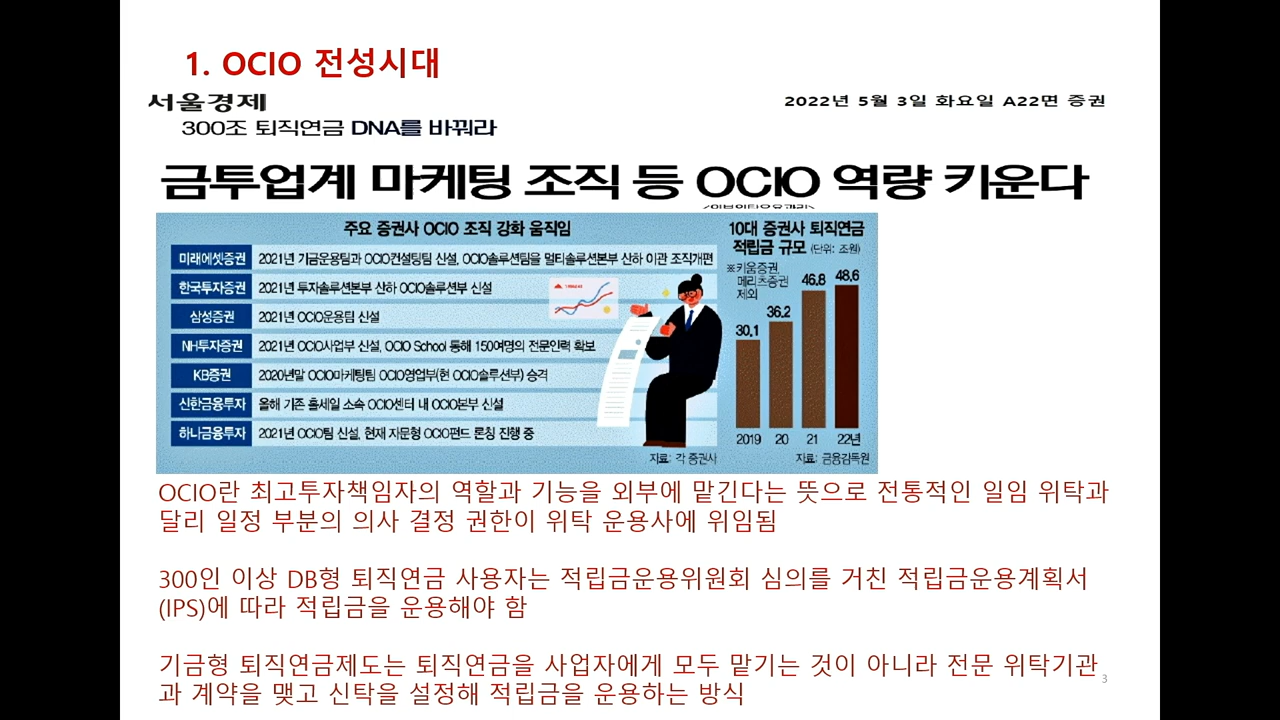 1. OCIO 전성시대
서울경제
2022년 5월 3일 화요일 A22면 증권
300조 퇴직연금 DNA를 바꿔라
금투업계 마케팅 조직 등 OCIO 역량 키운다
주요 증권사 OCIO 조직 강화 움직임
미래에셋증권 2021년 기금운용팀과 OCIO컨설팅팀 신설, OCIO솔루션팀을 멀티솔루션본부 산하 이관 조직개편
한국투자증권 2021년 투자솔루션본부 산하 OCIO솔루션부 신설
삼성증권 2021년 OCIO운용팀 신설
NH투자증권 2021년 OCIO사업부 신설, OCIO School 통해 150여명의 전문인력 확보
KB증권 2020년말 OCIO마케팅팀 OCIO영업부(현 OCIO솔루션부) 승격
신한금융투자 올해 기존 홀세일 소속 OCIO센터 내 OCIO본부 신설
하나금융투자 2021년 OCIO팀 신설, 현재 자문형 OCIO펀드 론칭 진행 중
자료: 각 증권사
10대 증권사 퇴직연금
적립금 규모 (단위: 조원)
※키움증권,
메리츠증권
제외
30.1 36.2 46.8 48.6
2019 20 21 22년
자료: 금융감독원
OCIO란 최고투자책임자의 역할과 기능을 외부에 맡긴다는 뜻으로 전통적인 일임 위탁과
달리 일정 부분의 의사 결정 권한이 위탁 운용사에 위임됨
300인 이상 DB형 퇴직연금 사용자는 적립금운용위원회 심의를 거친 적립금운용계획서
(IPS)에 따라 적립금을 운용해야 함
기금형 퇴직연금제도는 퇴직연금을 사업자에게 모두 맡기는 것이 아니라 전문 위탁기관
과 계약을 맺고 신탁을 설정해 적립금을 운용하는 방식
3